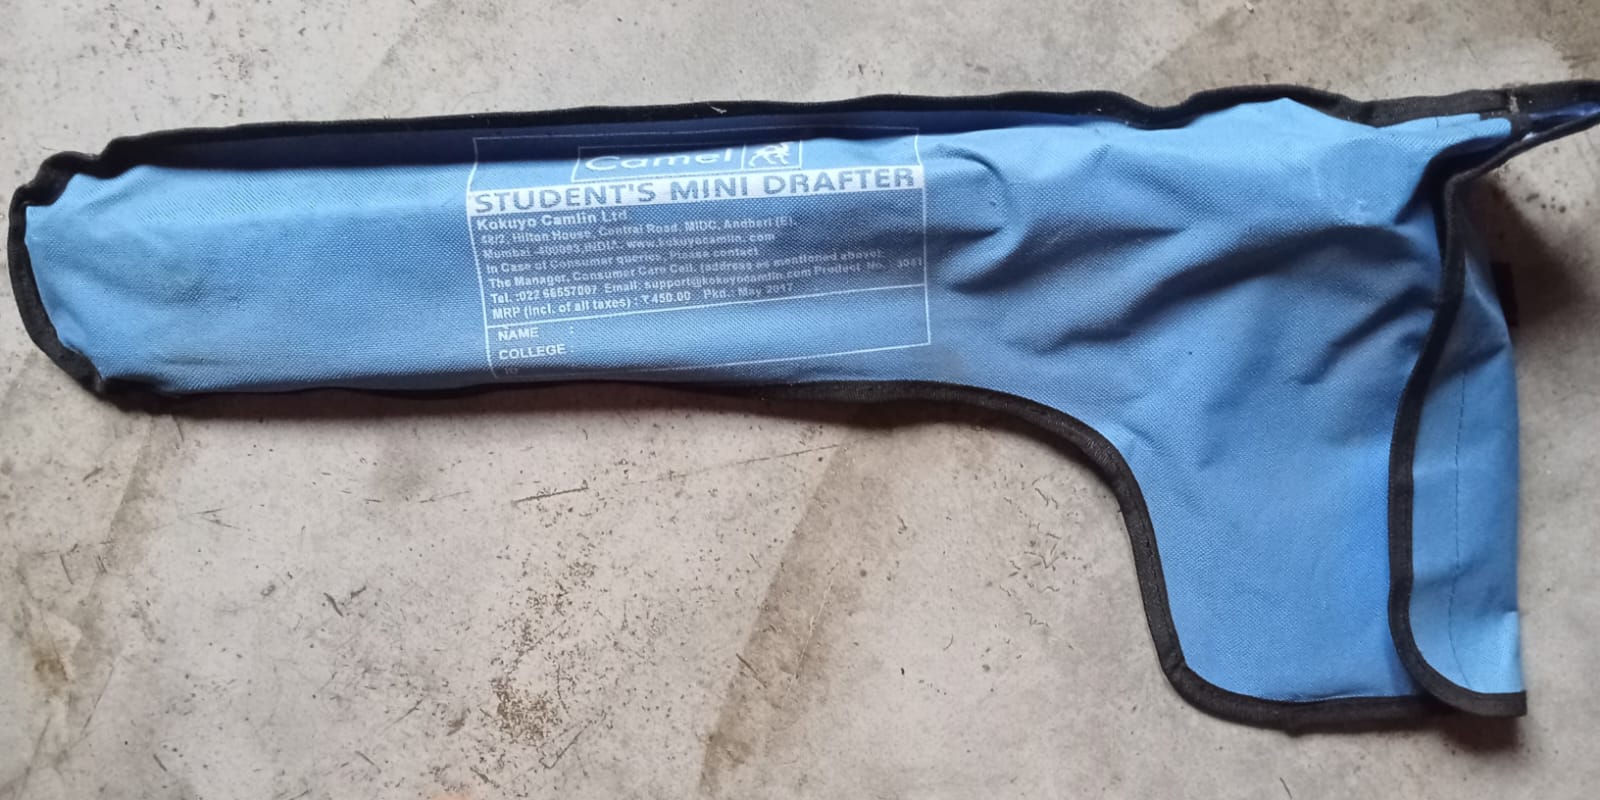 Camel
STUDENT'S MINI DRAFTER
Kokuyo Camlin Ltd.
48/2, Hilton House, Central Road, MIDC, Andheri (E),
Mumbai -400093,INDIA. www.kokuyocamlin.com
In Case of Consumer queries, Please contact
The Manager, Consumer Care Cell. (address as mentioned above)
Tel. :022 66557007 Email: support@kokuyocamlin.com Product No.
MRP (incl. of all taxes) : ₹ 450.00 Pkd.: May 2017
NAME :
COLLEGE :